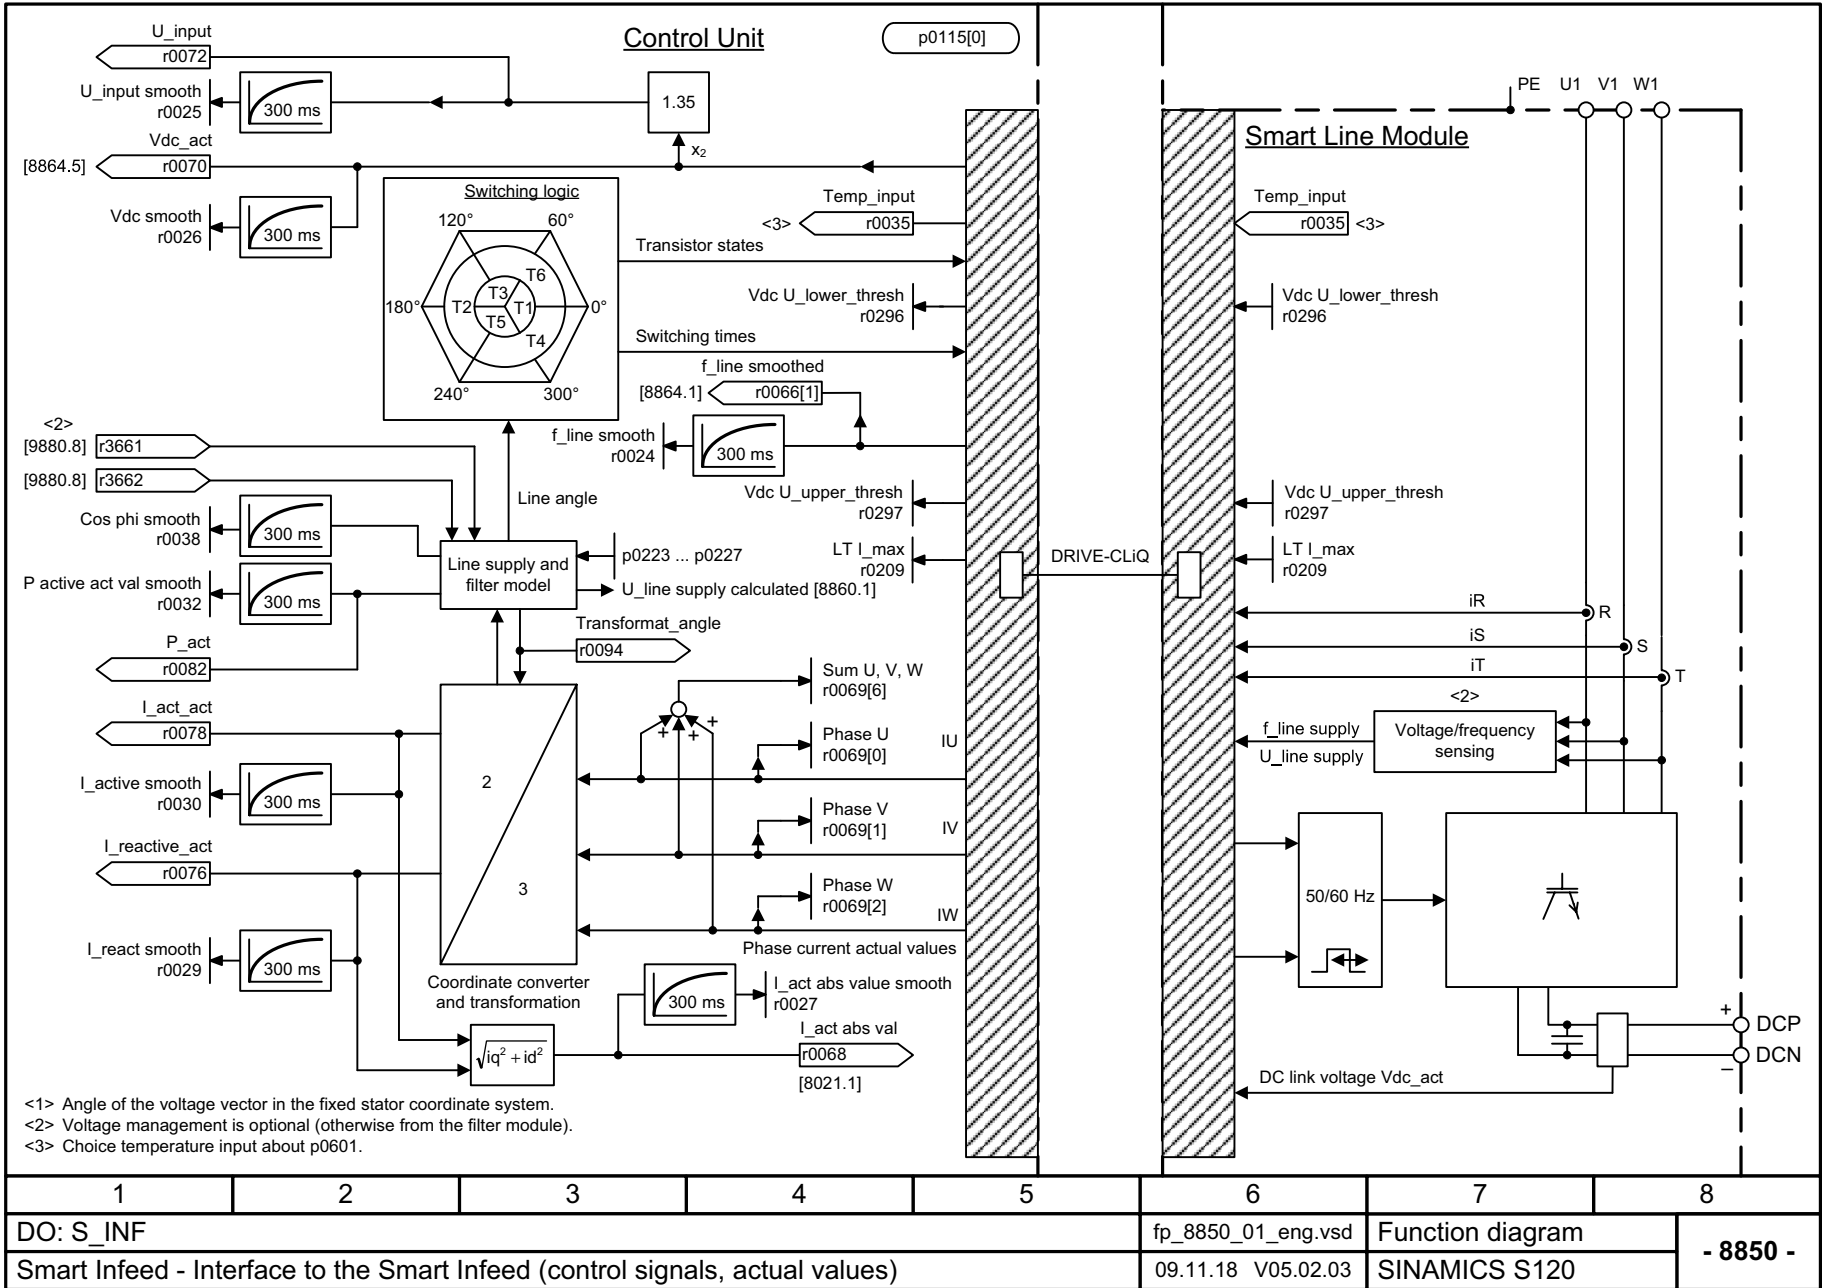 Control Unit
p0115[0]
U_input
r0072
U_input smooth
r0025
300 ms
1.35
x2
Vdc_act
[8864.5]
r0070
Vdc smooth
r0026
300 ms
Switching logic
120°
60°
180°
0°
240°
300°
T6
T3
T2
T1
T5
T4
Temp_input
<3>
r0035
Transistor states
Vdc U_lower_thresh
r0296
Switching times
f_line smoothed
[8864.1]
r0066[1]
f_line smooth
r0024
300 ms
<2>
[9880.8]
r3661
[9880.8]
r3662
Line angle
Vdc U_upper_thresh
r0297
Cos phi smooth
r0038
300 ms
Line supply and
filter model
p0223 ... p0227
LT I_max
r0209
P active act val smooth
r0032
300 ms
U_line supply calculated [8860.1]
P_act
r0082
Transformat_angle
r0094
Sum U, V, W
r0069[6]
+
+
+
I_act_act
r0078
Phase U
r0069[0]
IU
I_active smooth
r0030
300 ms
2
3
Phase V
r0069[1]
IV
I_reactive_act
r0076
Phase W
r0069[2]
IW
Phase current actual values
I_react smooth
r0029
300 ms
Coordinate converter
and transformation
300 ms
I_act abs value smooth
r0027
√iq² + id²
I_act abs val
r0068
[8021.1]
DRIVE-CLiQ
PE
U1
V1
W1
Smart Line Module
Temp_input
r0035
<3>
Vdc U_lower_thresh
r0296
Vdc U_upper_thresh
r0297
LT I_max
r0209
iR
R
iS
S
iT
T
<2>
f_line supply
U_line supply
Voltage/frequency
sensing
50/60 Hz
+
DCP
DCN
–
DC link voltage Vdc_act
<1> Angle of the voltage vector in the fixed stator coordinate system.
<2> Voltage management is optional (otherwise from the filter module).
<3> Choice temperature input about p0601.
1 2 3 4 5 6 7 8
DO: S_INF
fp_8850_01_eng.vsd
Function diagram
- 8850 -
Smart Infeed - Interface to the Smart Infeed (control signals, actual values)
09.11.18 V05.02.03
SINAMICS S120